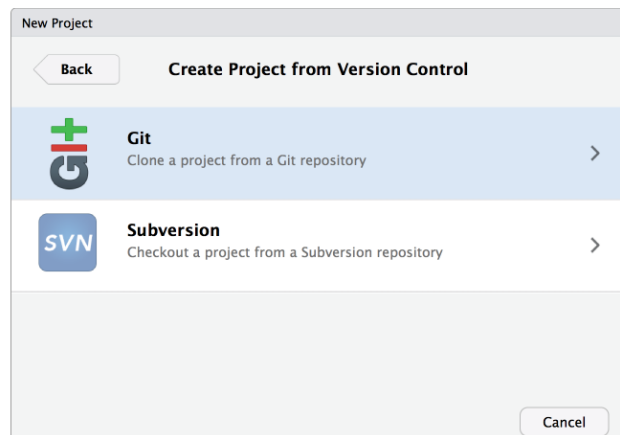 New Project
Back
Create Project from Version Control
Git
Git
Clone a project from a Git repository
SVN
Subversion
Checkout a project from a Subversion repository
Cancel